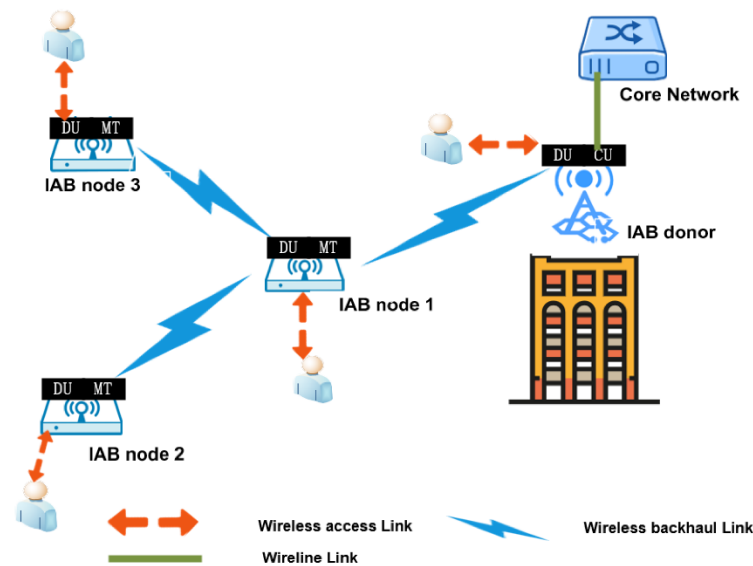 Core Network
DU MT
IAB node 3
DU CU
IAB donor
DU MT
IAB node 1
DU MT
IAB node 2
Wireless access Link
Wireless backhaul Link
Wireline Link